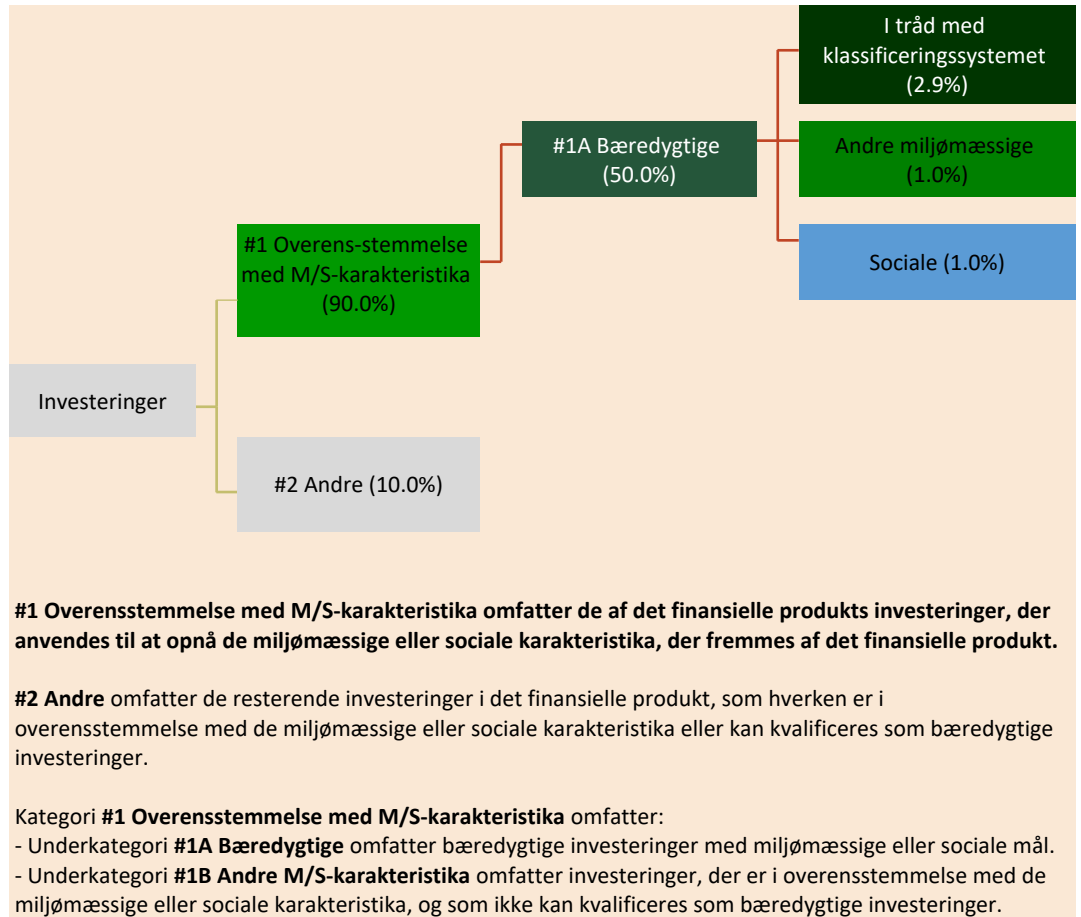 I tråd med
klassificeringssystemet
(2.9%)
#1A Bæredygtige
(50.0%)
Andre miljømæssige
(1.0%)
#1 Overens-stemmelse
med M/S-karakteristika
(90.0%)
Sociale (1.0%)
Investeringer
#2 Andre (10.0%)
#1 Overensstemmelse med M/S-karakteristika omfatter de af det finansielle produkts investeringer, der
anvendes til at opnå de miljømæssige eller sociale karakteristika, der fremmes af det finansielle produkt.
#2 Andre omfatter de resterende investeringer i det finansielle produkt, som hverken er i
overensstemmelse med de miljømæssige eller sociale karakteristika eller kan kvalificeres som bæredygtige
investeringer.
Kategori #1 Overensstemmelse med M/S-karakteristika omfatter:
- Underkategori #1A Bæredygtige omfatter bæredygtige investeringer med miljømæssige eller sociale mål.
- Underkategori #1B Andre M/S-karakteristika omfatter investeringer, der er i overensstemmelse med de
miljømæssige eller sociale karakteristika, og som ikke kan kvalificeres som bæredygtige investeringer.